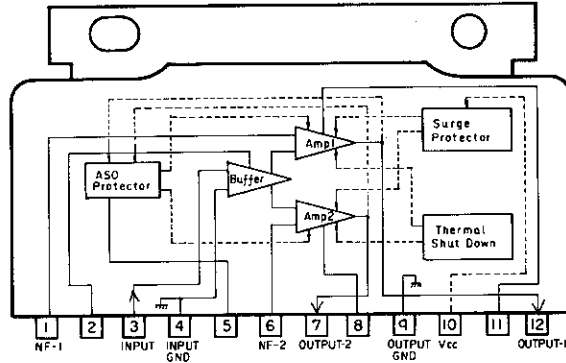 Amp1
Surge
Protector
ASO
Protector
Buffer
Amp2
Thermal
Shut Down
1 2 3 4 5 6 7 8 9 10 11 12
NF-1 INPUT INPUT GND NF-2 OUTPUT-2 OUTPUT GND Vcc OUTPUT-1